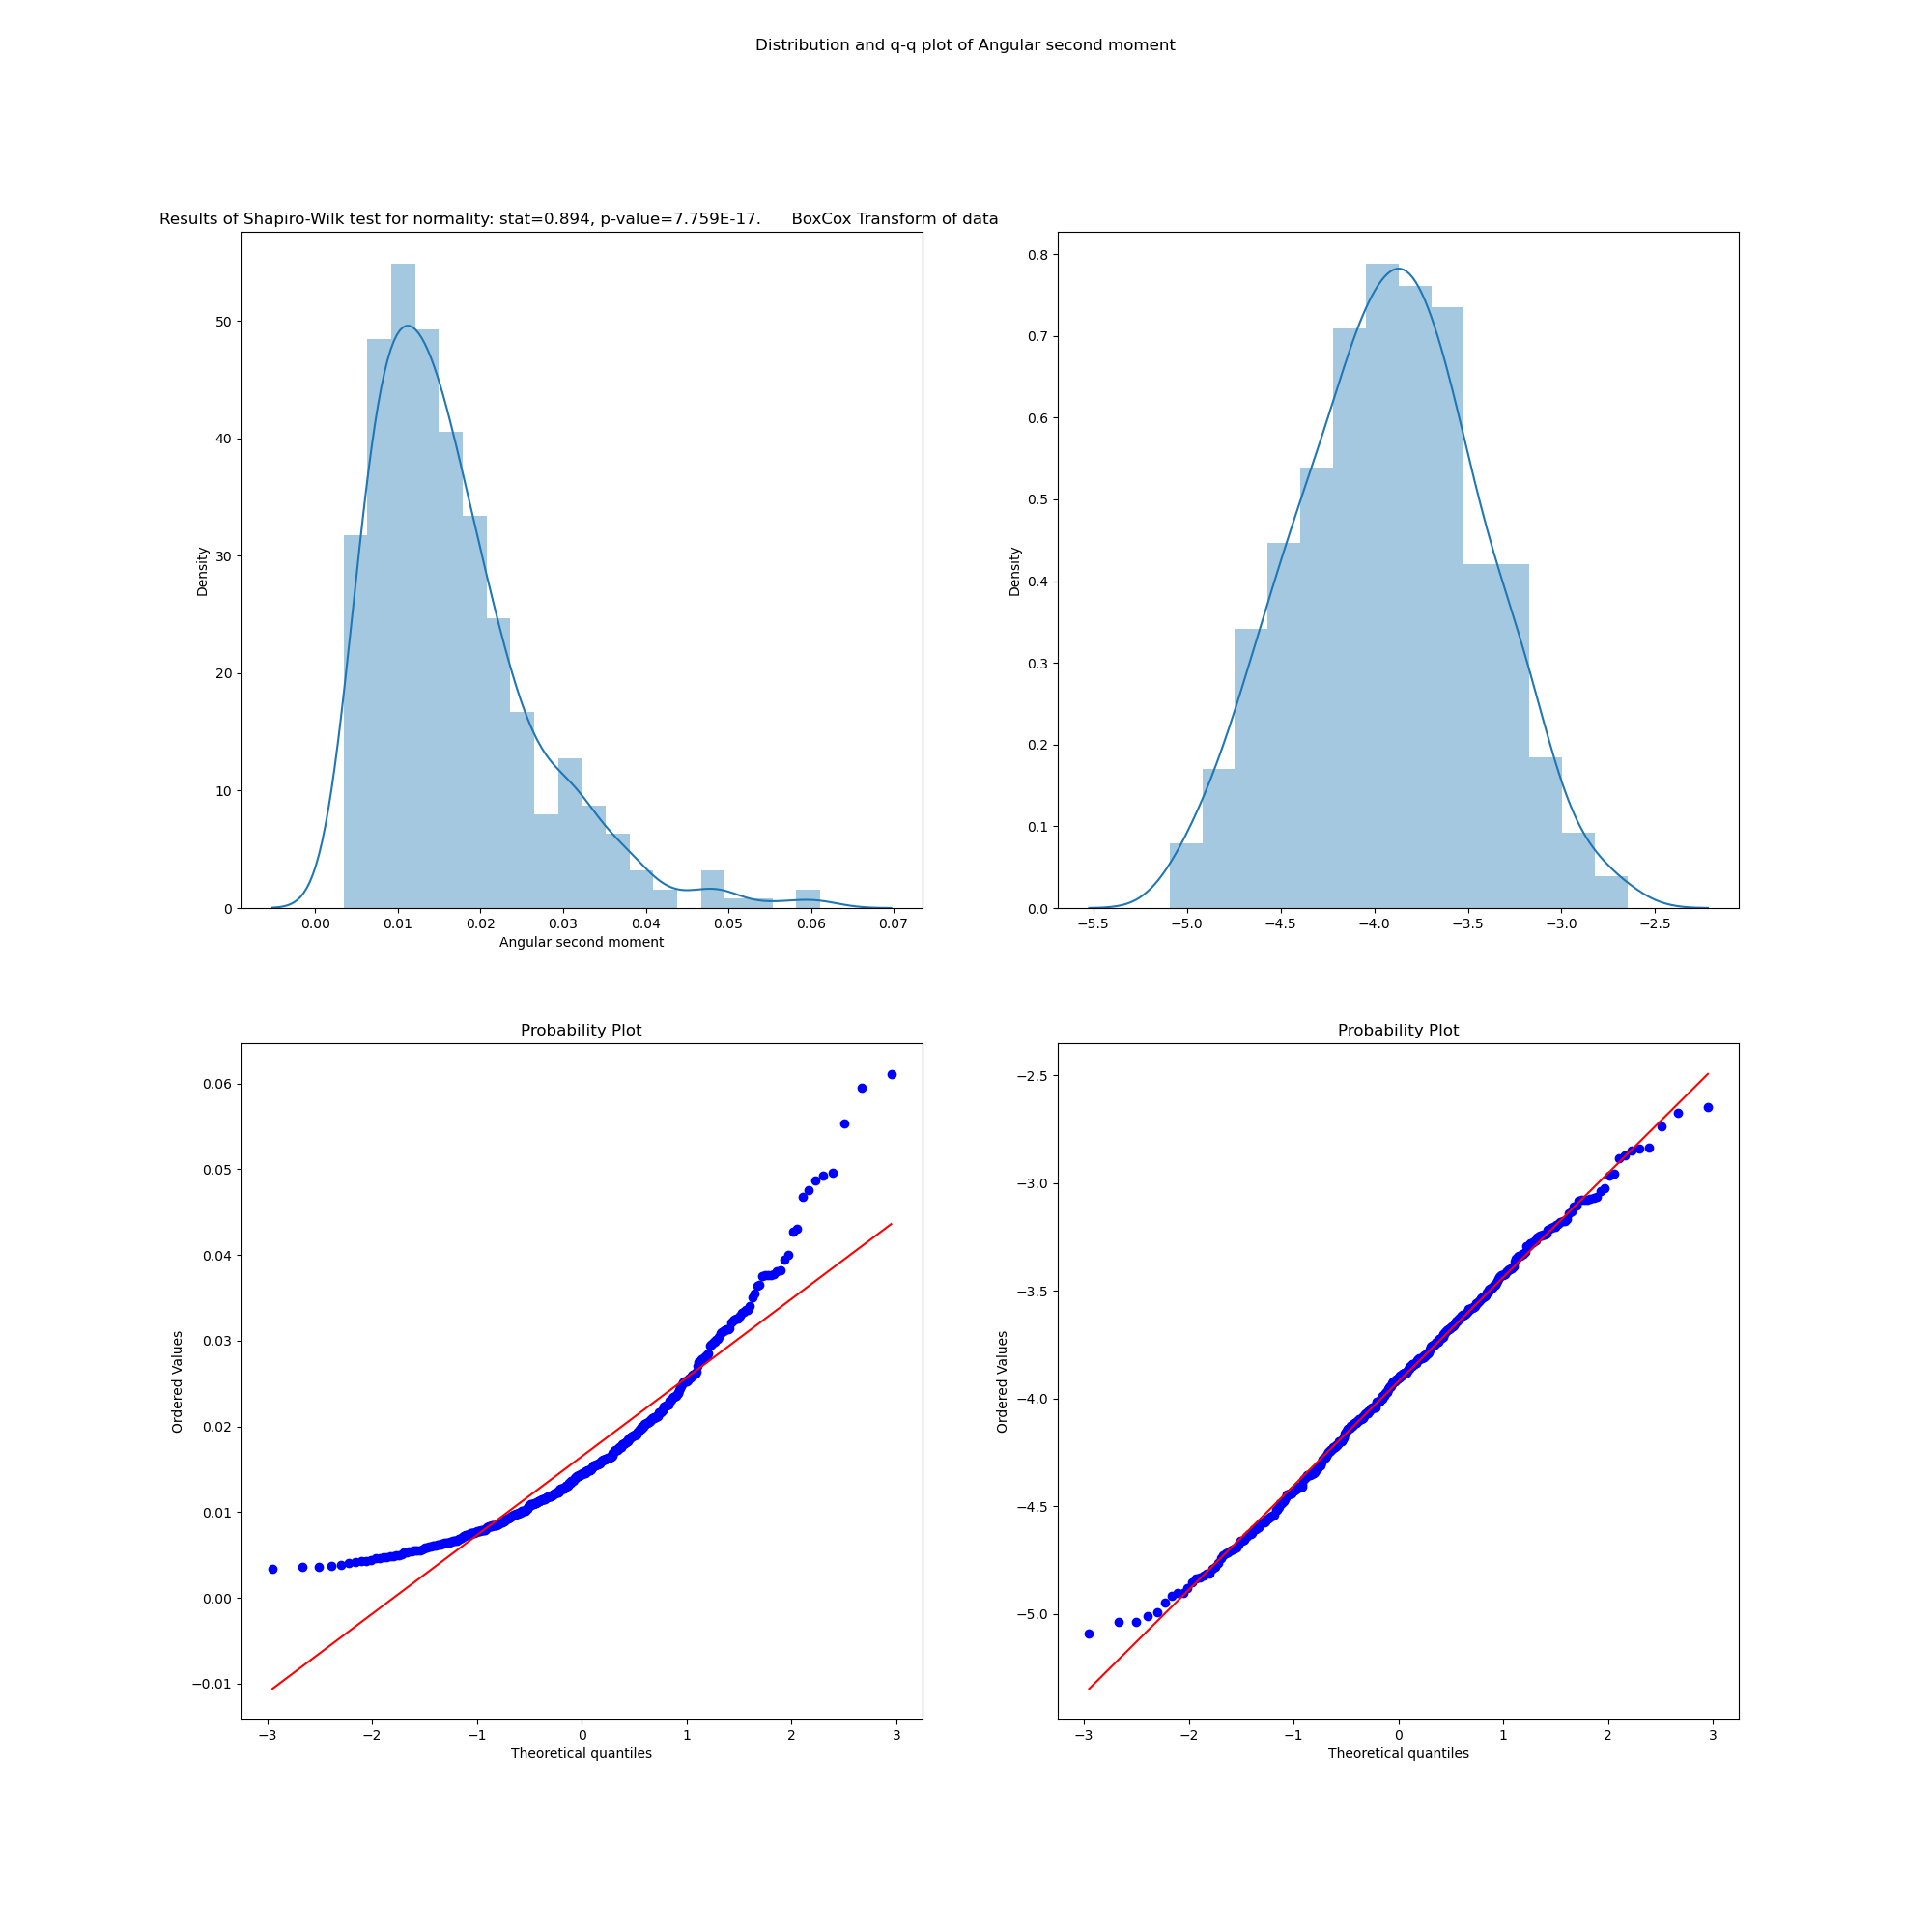 Distribution and q-q plot of Angular second moment
Results of Shapiro-Wilk test for normality: stat=0.894, p-value=7.759E-17.      BoxCox Transform of data
50
40
30
20
10
0
Density
0.00 0.01 0.02 0.03 0.04 0.05 0.06 0.07
Angular second moment
0.8
0.7
0.6
0.5
0.4
0.3
0.2
0.1
0.0
Density
−5.5 −5.0 −4.5 −4.0 −3.5 −3.0 −2.5
Probability Plot
0.06
0.05
0.04
0.03
0.02
0.01
0.00
−0.01
Ordered Values
−3 −2 −1 0 1 2 3
Theoretical quantiles
Probability Plot
−2.5
−3.0
−3.5
−4.0
−4.5
−5.0
Ordered Values
−3 −2 −1 0 1 2 3
Theoretical quantiles